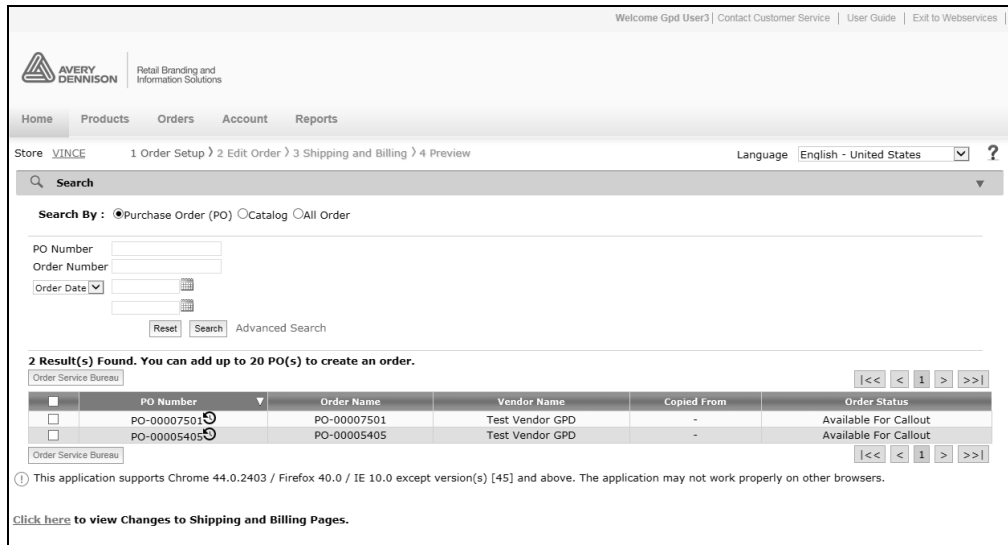 Welcome Gpd User3 | Contact Customer Service | User Guide | Exit to Webservices |
AVERY DENNISON
Retail Branding and Information Solutions
Home Products Orders Account Reports
Store VINCE 1 Order Setup > 2 Edit Order > 3 Shipping and Billing > 4 Preview Language English - United States ?
Search
Search By : Purchase Order (PO) Catalog All Order
PO Number
Order Number
Order Date
Reset Search Advanced Search
2 Result(s) Found. You can add up to 20 PO(s) to create an order.
Order Service Bureau |<< < 1 > >>|
PO Number Order Name Vendor Name Copied From Order Status
PO-00007501 PO-00007501 Test Vendor GPD - Available For Callout
PO-00005405 PO-00005405 Test Vendor GPD - Available For Callout
Order Service Bureau |<< < 1 > >>|
This application supports Chrome 44.0.2403 / Firefox 40.0 / IE 10.0 except version(s) [45] and above. The application may not work properly on other browsers.
Click here to view Changes to Shipping and Billing Pages.